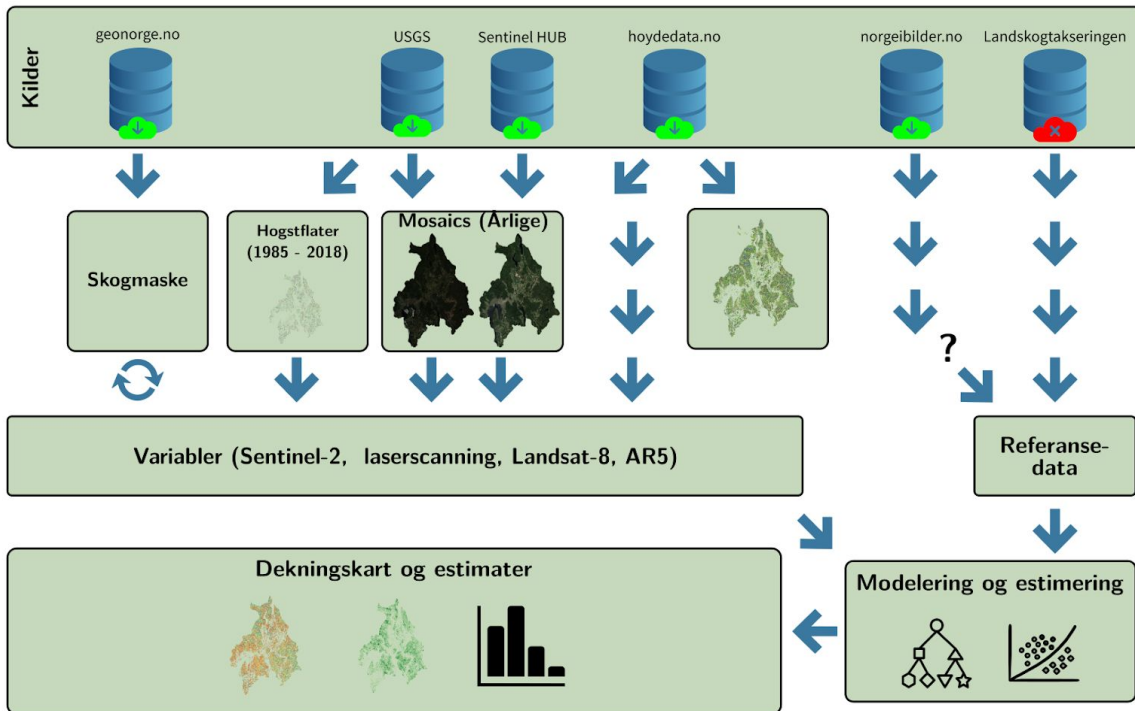 Kilder
geonorge.no
USGS
Sentinel HUB
hoydedata.no
norgeibilder.no
Landskogtakseringen
Skogmaske
Hogstflater
(1985 - 2018)
Mosaics (Årlige)
?
Variabler (Sentinel-2, laserscanning, Landsat-8, AR5)
Referanse-
data
Dekningskart og estimater
Modelering og estimering